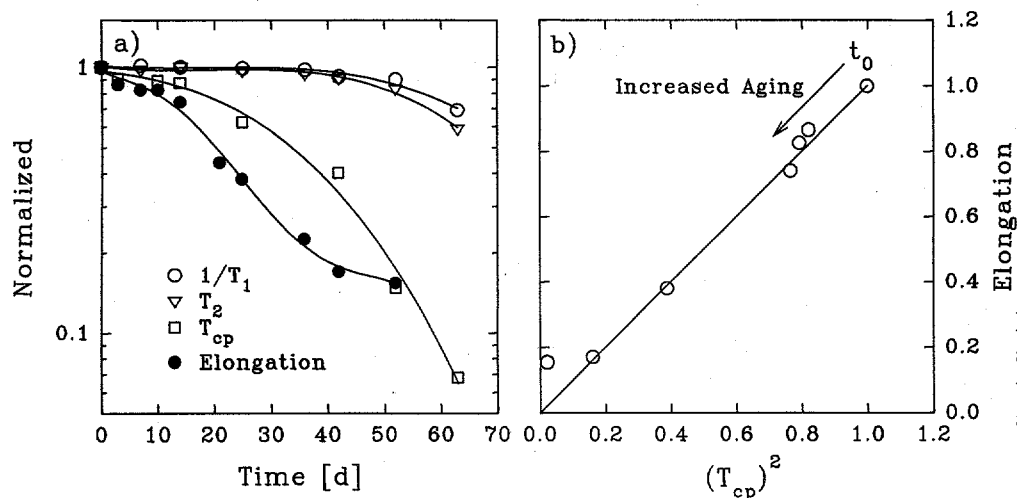 a)
1
0.1
Normalized
1/T₁
T₂
T_cp
Elongation
0 10 20 30 40 50 60 70
Time [d]
b)
t₀
Increased Aging
1.2
1.0
0.8
0.6
0.4
0.2
0.0
Elongation
0.0 0.2 0.4 0.6 0.8 1.0 1.2
(T_cp)²